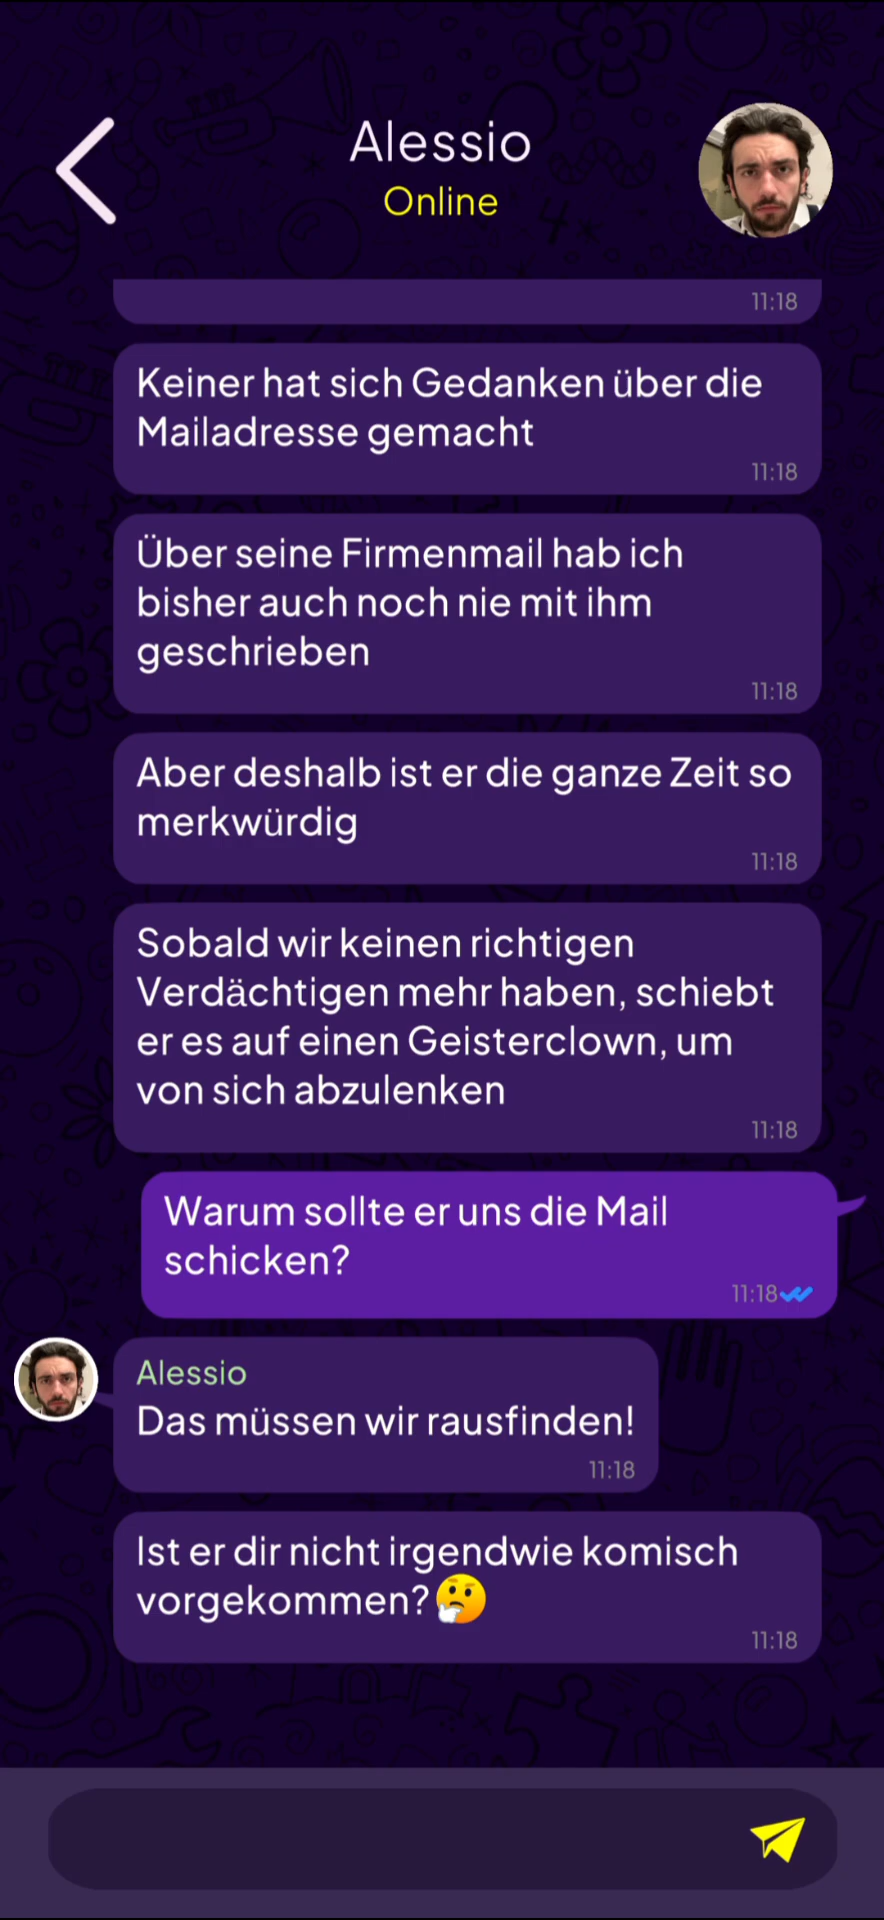 Alessio
Online
11:18
Keiner hat sich Gedanken über die
Mailadresse gemacht
11:18
Über seine Firmenmail hab ich
bisher auch noch nie mit ihm
geschrieben
11:18
Aber deshalb ist er die ganze Zeit so
merkwürdig
11:18
Sobald wir keinen richtigen
Verdächtigen mehr haben, schiebt
er es auf einen Geisterclown, um
von sich abzulenken
11:18
Warum sollte er uns die Mail
schicken?
11:18
Alessio
Das müssen wir rausfinden!
11:18
Ist er dir nicht irgendwie komisch
vorgekommen?🤔
11:18